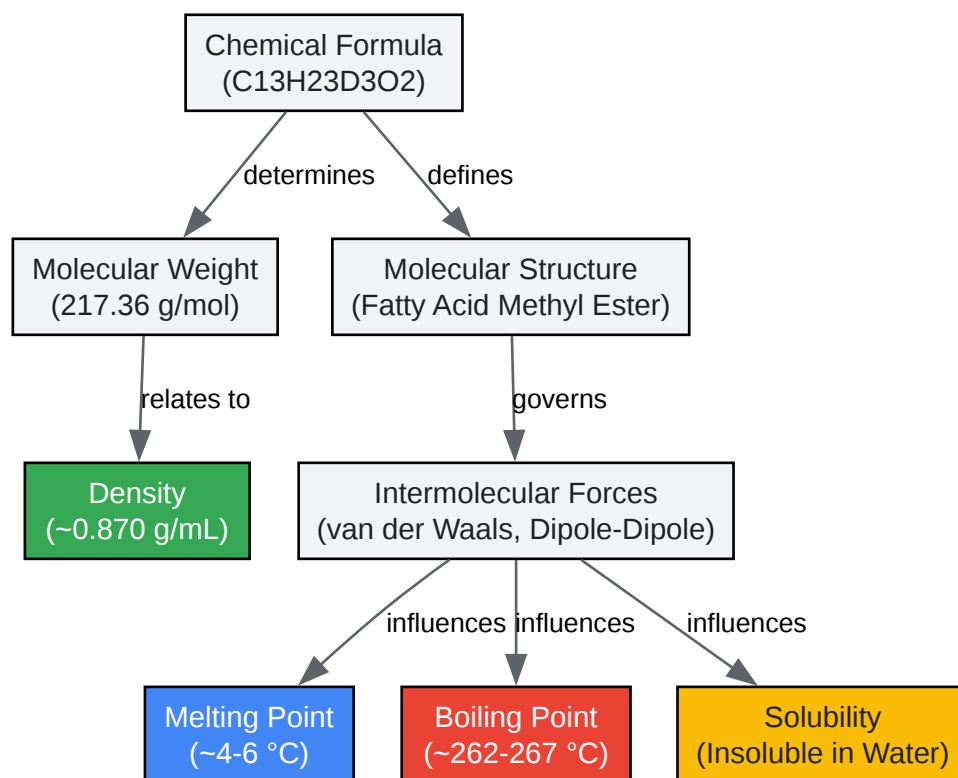 Chemical Formula
(C13H23D3O2)
determines
defines
Molecular Weight
(217.36 g/mol)
Molecular Structure
(Fatty Acid Methyl Ester)
relates to
governs
Density
(~0.870 g/mL)
Intermolecular Forces
(van der Waals, Dipole-Dipole)
influences
influences
influences
Melting Point
(~4-6 °C)
Boiling Point
(~262-267 °C)
Solubility
(Insoluble in Water)